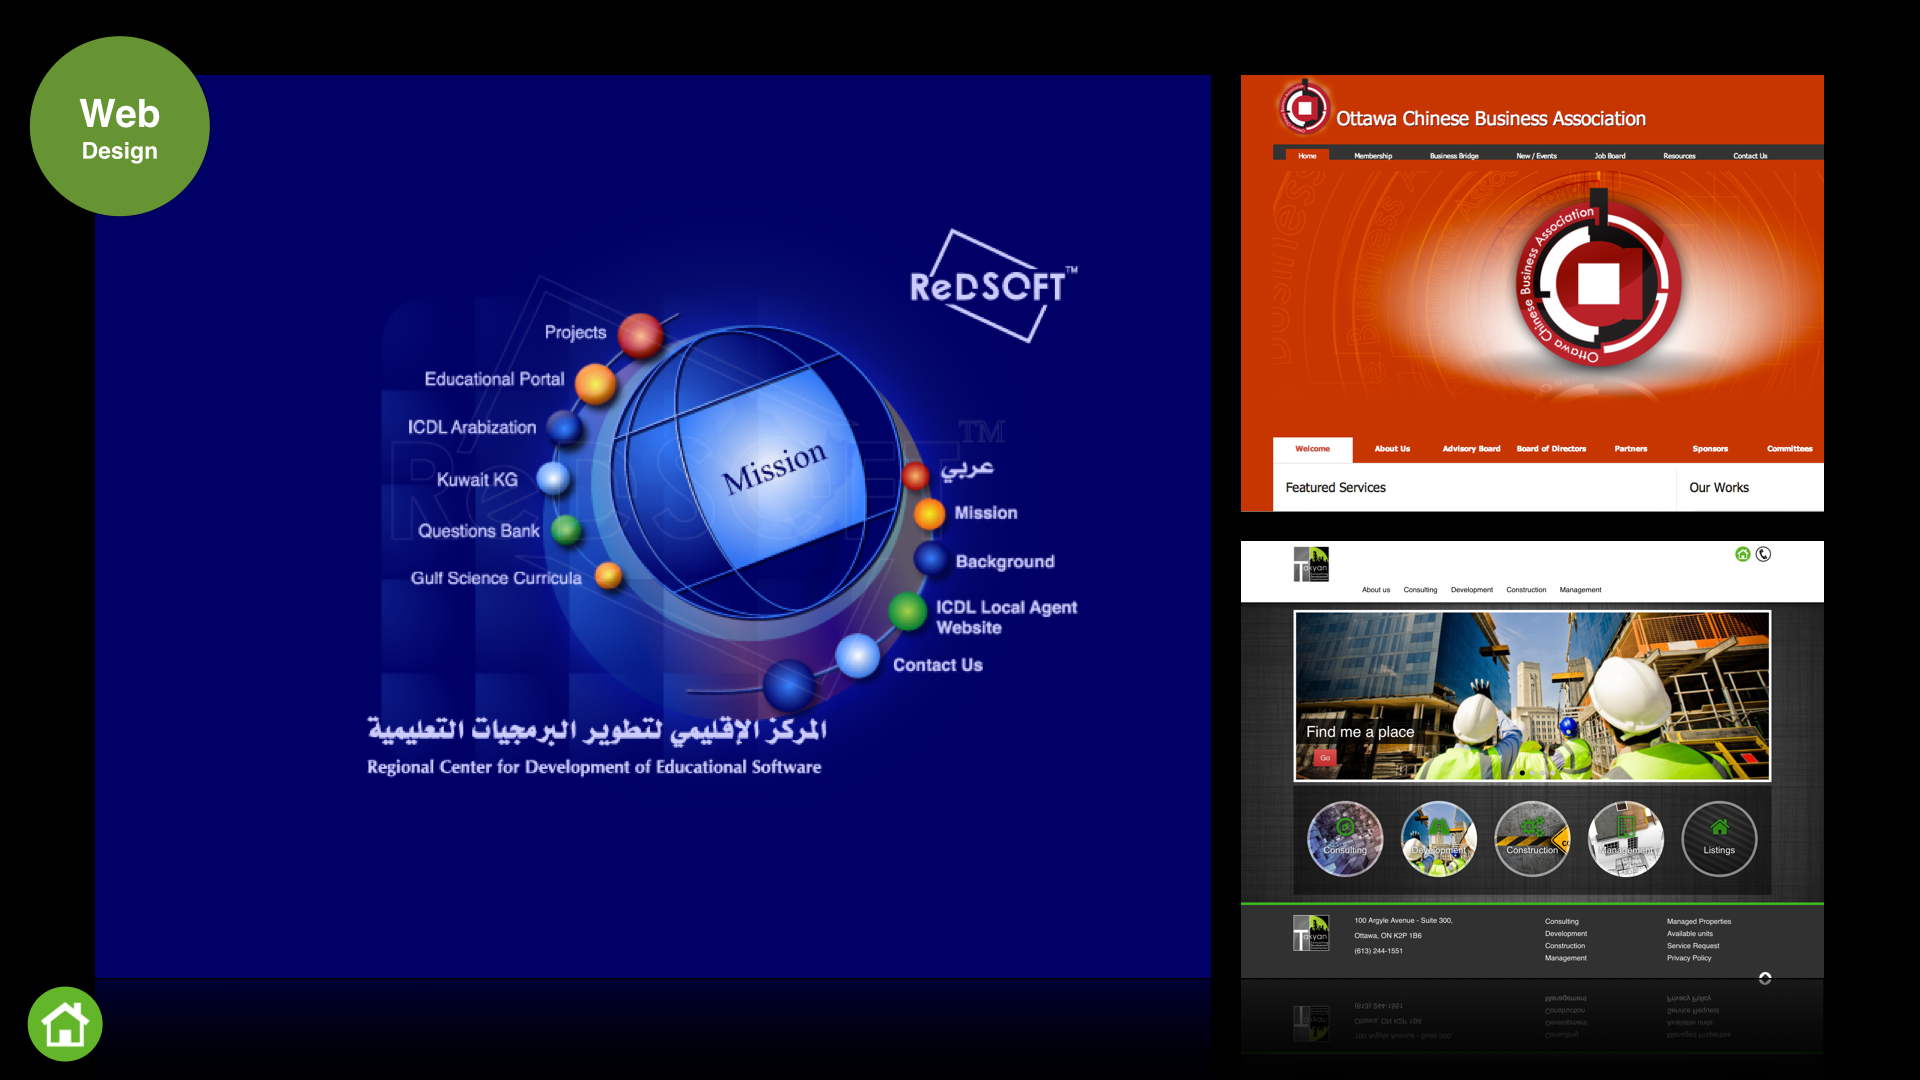 Web
Design
ReDSOFT™
Projects
Educational Portal
ICDL Arabization
Kuwait KG
Questions Bank
Gulf Science Curricula
Mission
عربي
Mission
Background
ICDL Local Agent
Website
Contact Us
ReDSOFT™
المركز الإقليمي لتطوير البرمجيات التعليمية
Regional Center for Development of Educational Software
Ottawa Chinese Business Association
Home Membership Business Bridge New / Events Job Board Resources Contact Us
Ottawa Chinese Business Association
Welcome About Us Advisory Board Board of Directors Partners Sponsors Committees
Featured Services Our Works
Takyan
About us Consulting Development Construction Management
Find me a place
Go
Consulting Development Construction Management Listings
Takyan
100 Argyle Avenue - Suite 300,
Ottawa, ON K2P 1B6
(613) 244-1551
Consulting
Development
Construction
Management
Managed Properties
Available units
Service Request
Privacy Policy